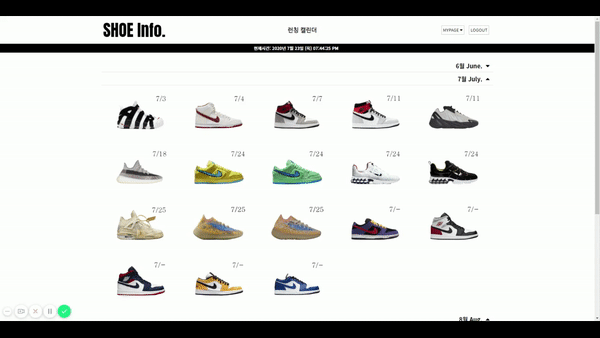 SHOE Info.
런칭 캘린더
MYPAGE ▼ LOGOUT
현재시간: 2020년 7월 23일 (목) 07:44:25 PM
6월 June. ▼
7월 July. ▲
7/3 7/4 7/7 7/11 7/11
7/18 7/24 7/24 7/24 7/24
7/25 7/25 7/25 7/- 7/-
7/- 7/- 7/-
8월 Aug. ▲